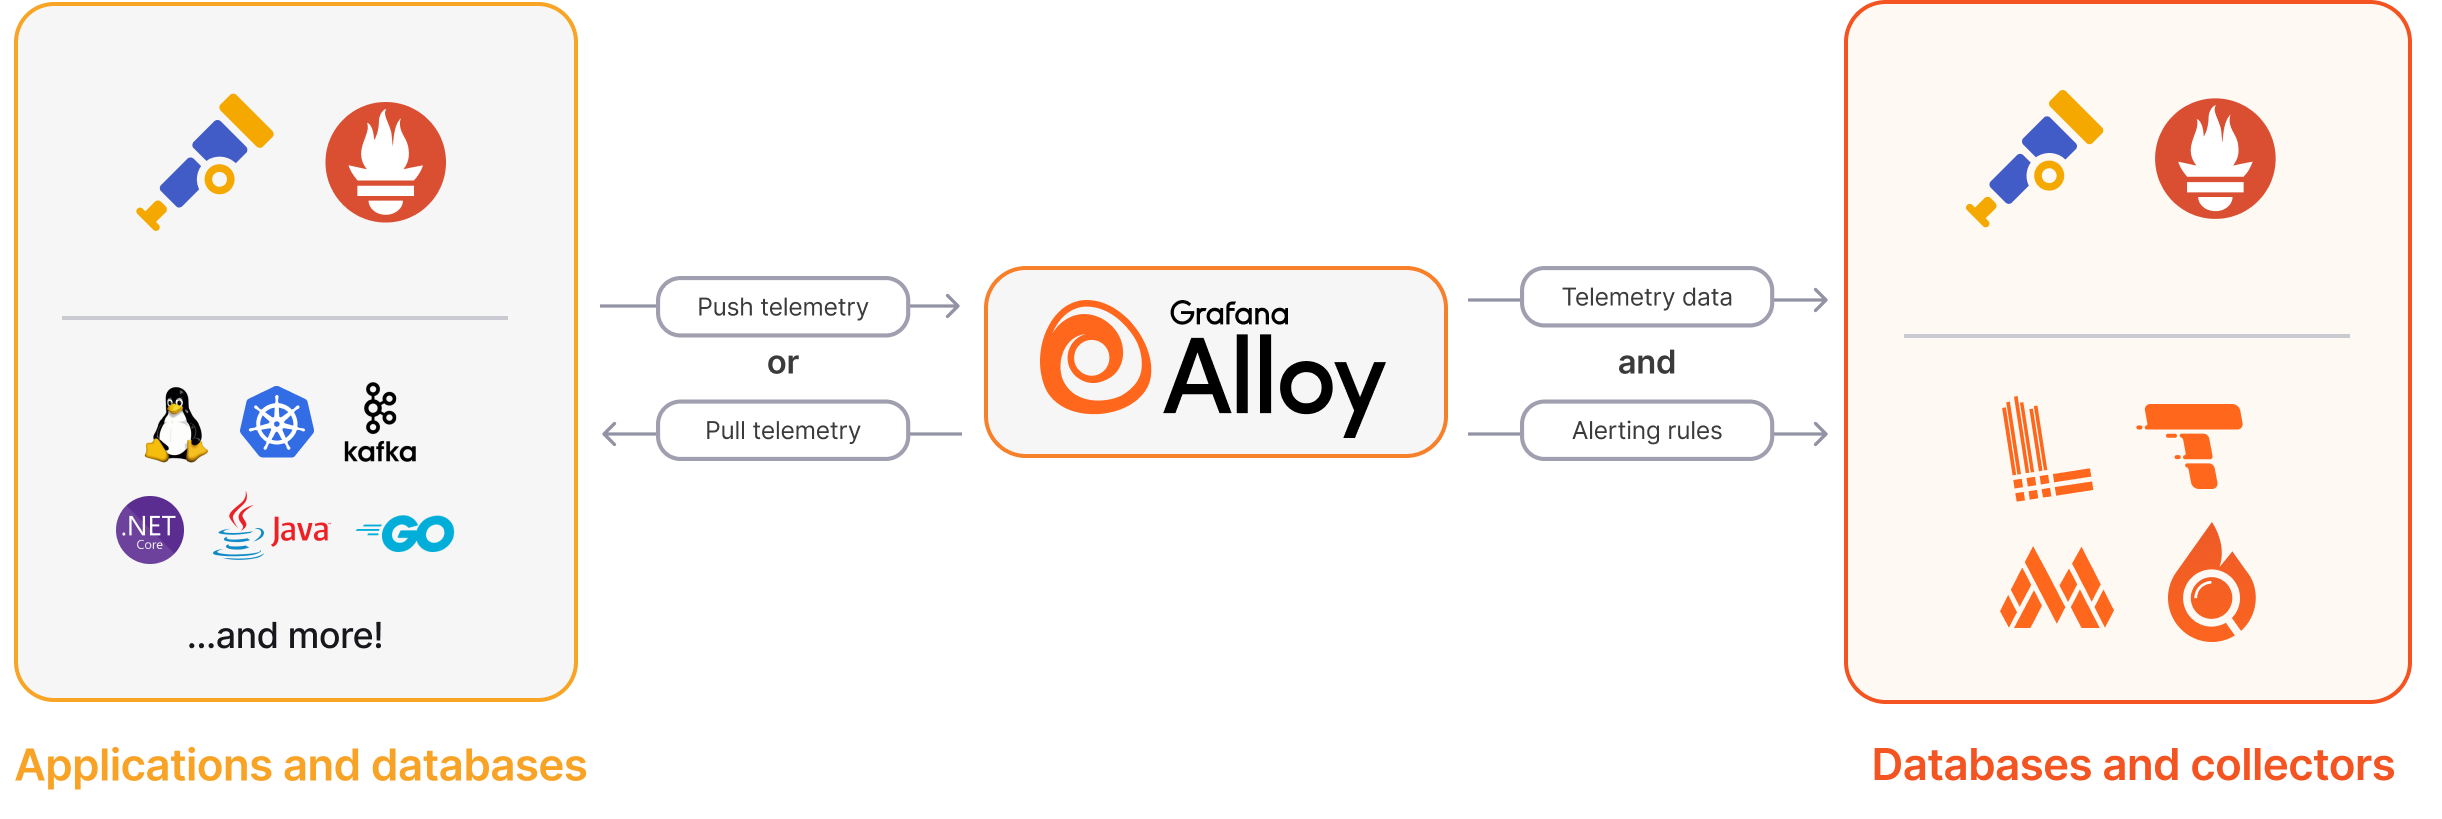 kafka
.NET
Core
Java
GO
...and more!
Applications and databases
Push telemetry
or
Pull telemetry
Grafana
Alloy
Telemetry data
and
Alerting rules
Databases and collectors